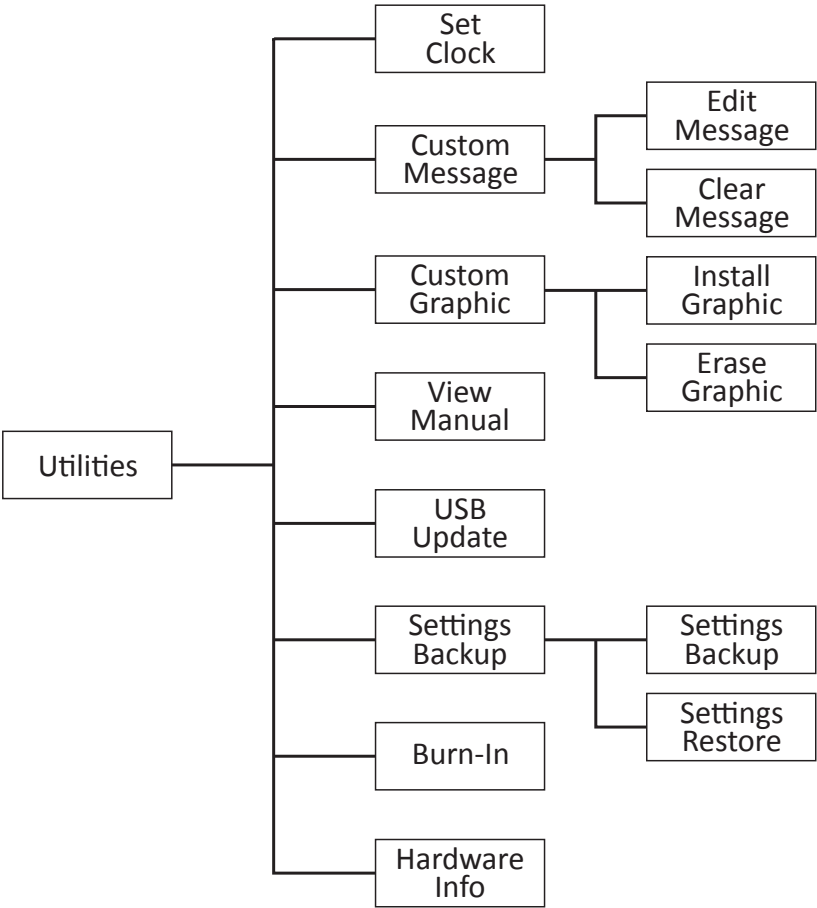 Set
Clock
Custom
Message
Edit
Message
Clear
Message
Custom
Graphic
Install
Graphic
Erase
Graphic
View
Manual
Utilities
USB
Update
Settings
Backup
Settings
Backup
Settings
Restore
Burn-In
Hardware
Info